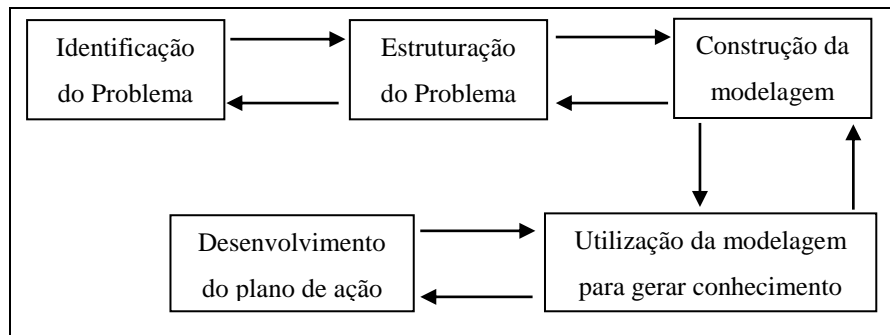 Identificação
do Problema
Estruturação
do Problema
Construção da
modelagem
Desenvolvimento
do plano de ação
Utilização da modelagem
para gerar conhecimento